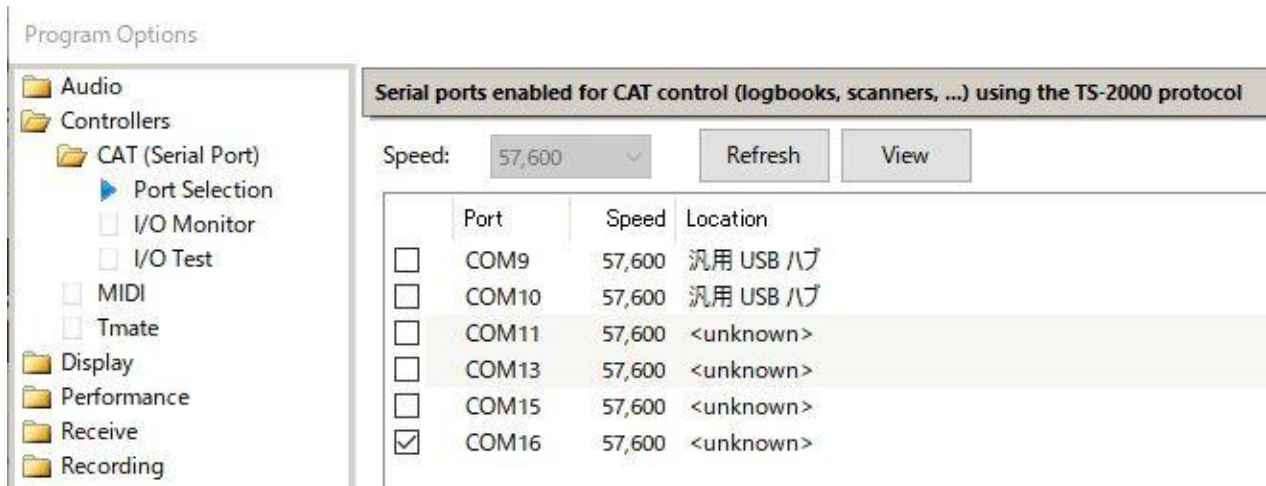 Program Options
Audio
Controllers
CAT (Serial Port)
Port Selection
I/O Monitor
I/O Test
MIDI
Tmate
Display
Performance
Receive
Recording
Serial ports enabled for CAT control (logbooks, scanners, ...) using the TS-2000 protocol
Speed: 57,600 Refresh View
Port Speed Location
COM9 57,600 汎用 USB ハブ
COM10 57,600 汎用 USB ハブ
COM11 57,600 <unknown>
COM13 57,600 <unknown>
COM15 57,600 <unknown>
COM16 57,600 <unknown>